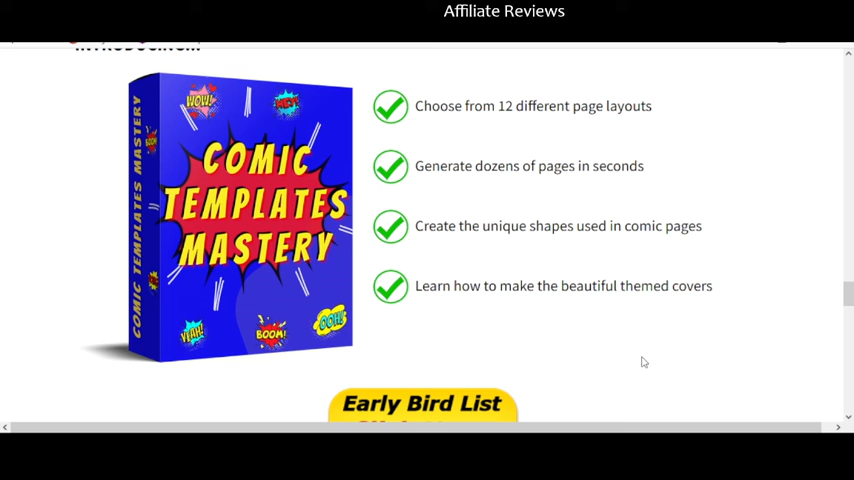 Affiliate Reviews
INTRODUCING...
WOW!
HEY!
BOOM!
COMIC
TEMPLATES
MASTERY
COMIC TEMPLATES MASTERY
YEAH!
BOOM!
OOH!
Choose from 12 different page layouts
Generate dozens of pages in seconds
Create the unique shapes used in comic pages
Learn how to make the beautiful themed covers
Early Bird List